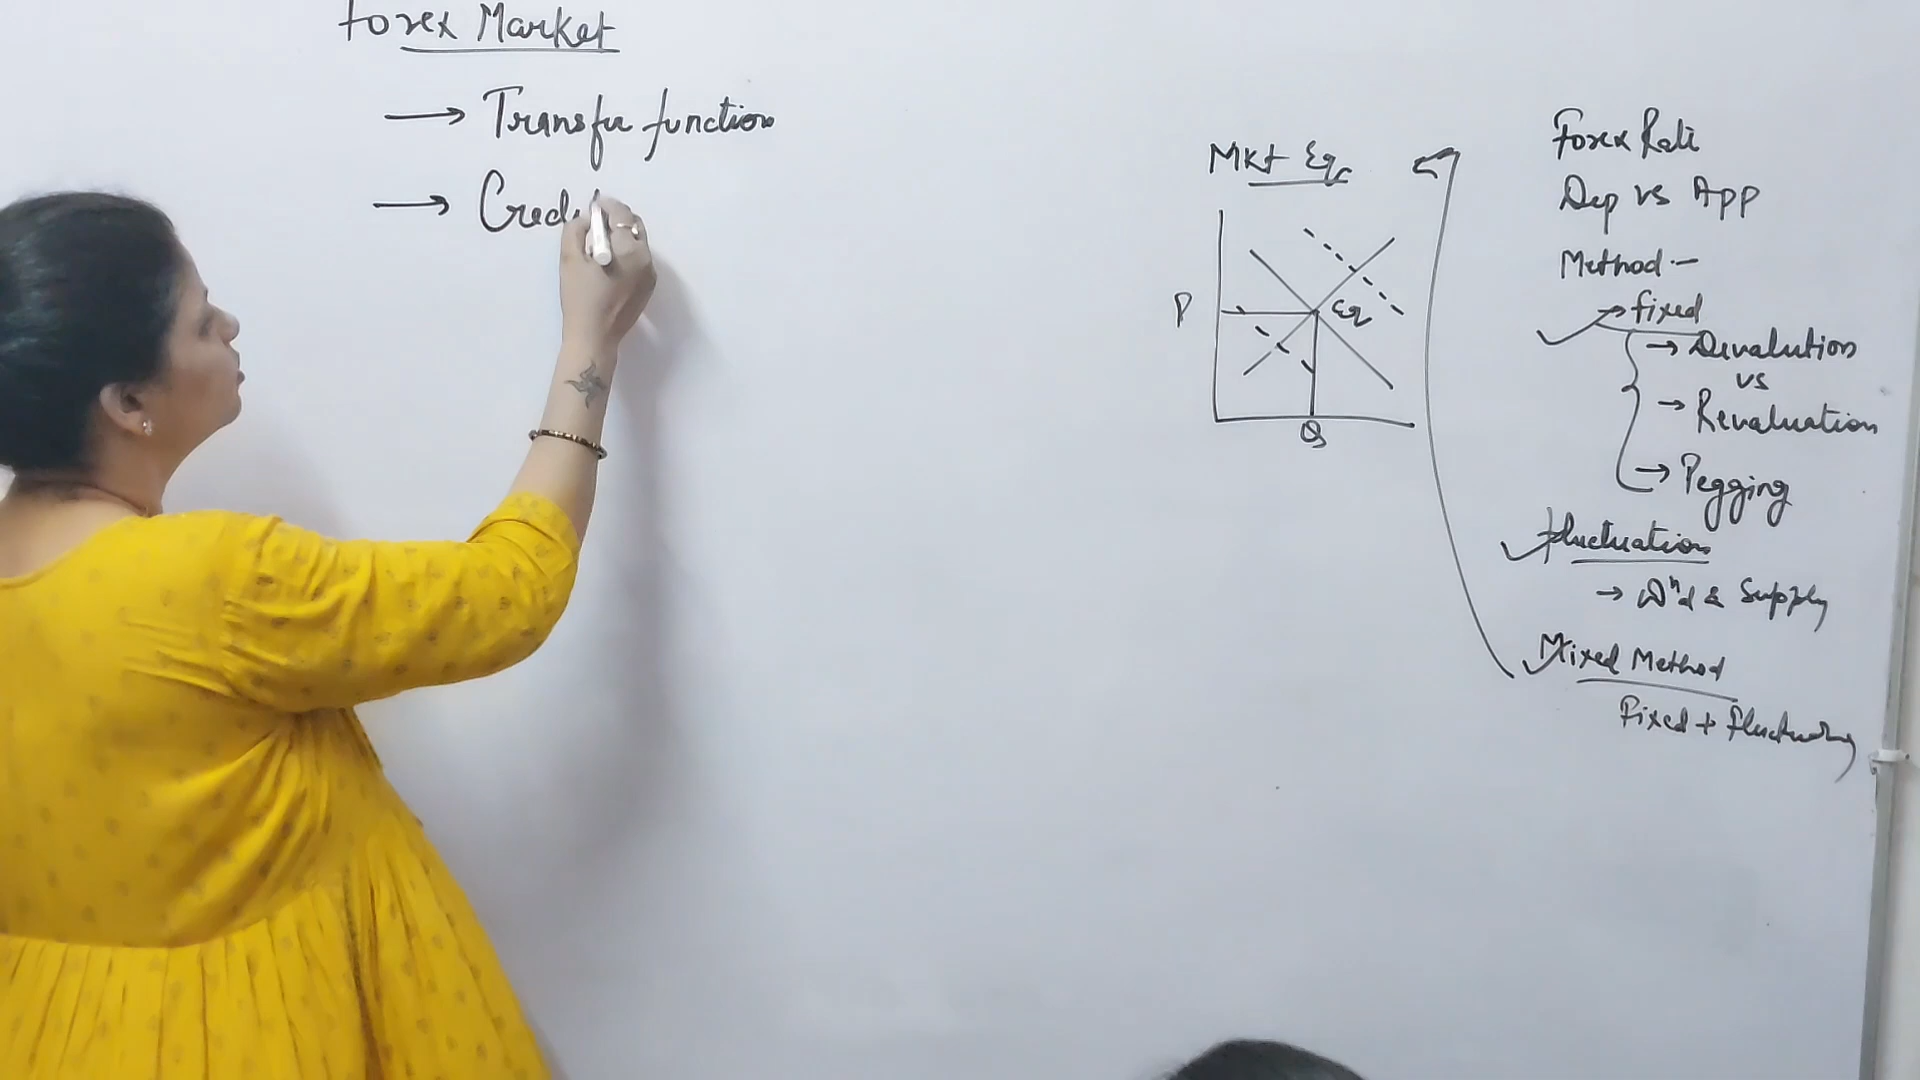 Forex Market
→ Transfer function
→ Credi
Mkt Eq
P
Eq
Q
Forex Rate
Dep vs App
Method :-
→ fixed
→ Devalution
vs
→ Revaluation
→ Pegging
fluctuation
→ Dnd & Supply
Mixed Method
Fixed + fluctuating